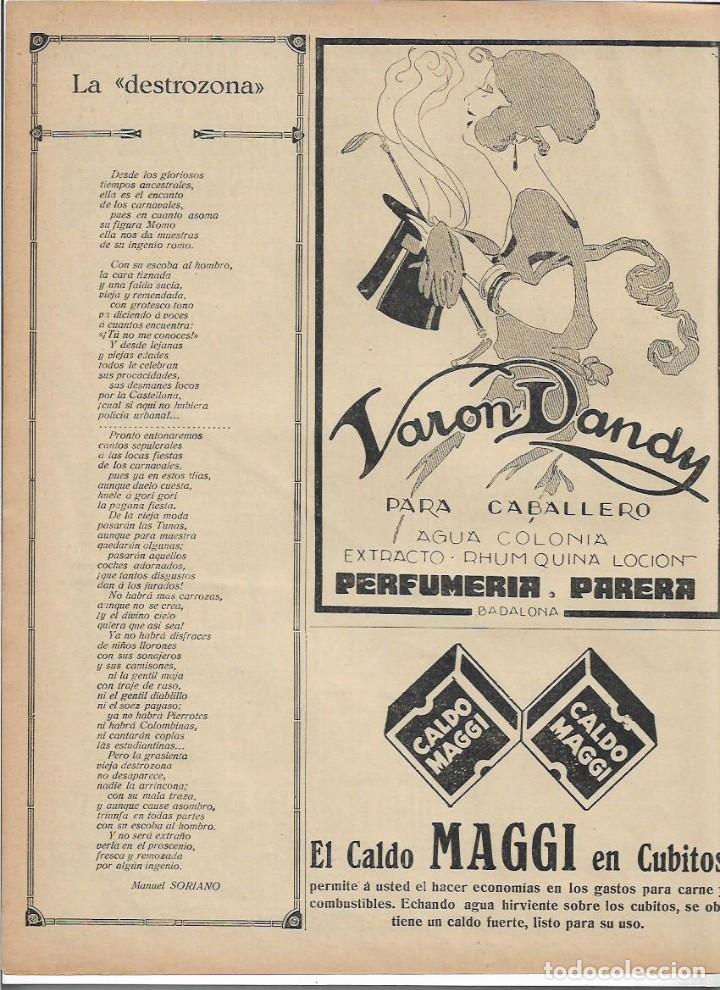 La «destrozona»
Desde los gloriosos
tiempos ancestrales,
ella es el encanto
de los carnavales,
pues en cuanto asoma
su figura Momo
ella nos da muestras
de su ingenio romo.
Con su escoba al hombro,
la cara tiznada
y una falda sucia,
vieja y remendada,
con grotesco tono
va diciendo á voces
á cuantos encuentra:
«¡Tú no me conoces!»
Y desde lejanas
y viejas edades
todos le celebran
sus procacidades,
sus desmanes locos
por la Castellana,
¡cual si aquí no hubiera
policía urbana!...
Pronto entonaremos
cantos sepulcrales
a las locas fiestas
de los carnavales,
pues ya en estos días,
aunque duelo cuesta,
huele á gori gori
la pagana fiesta.
De la vieja moda
pasarán las Tunas,
aunque para muestra
quedarán algunas;
pasarán aquellos
coches adornados,
¡que tantos disgustos
dan á los jurados!
No habrá mas carrozas,
aunque no se crea,
¡y el divino cielo
quiera que así sea!
Ya no habrá disfraces
de niños llorones
con sus sonajeros
y sus camisones,
ni la gentil maja
con traje de raso,
ni el gentil diablillo
ni el soez payaso;
ya no habrá Pierrotes
ni habrá Colombinas,
ni cantarán coplas
las estudiantinas...
Pero la grasienta
vieja destrozona
no desaparece,
nadie la arrincona;
con su mala traza,
y aunque cause asombro,
triunfa en todas partes
con su escoba al hombro.
Y no será extraño
verla en el proscenio,
fresca y remozada
por algún ingenio.
Manuel SORIANO
Varon Dandy
PARA CABALLERO
AGUA COLONIA
EXTRACTO - RHUM QUINA LOCION
PERFUMERIA. PARERA
BADALONA
CALDO MAGGI
CALDO MAGGI
El Caldo MAGGI en Cubitos
permite á usted el hacer economías en los gastos para carne y
combustibles. Echando agua hirviente sobre los cubitos, se ob
tiene un caldo fuerte, listo para su uso.
todocoleccion